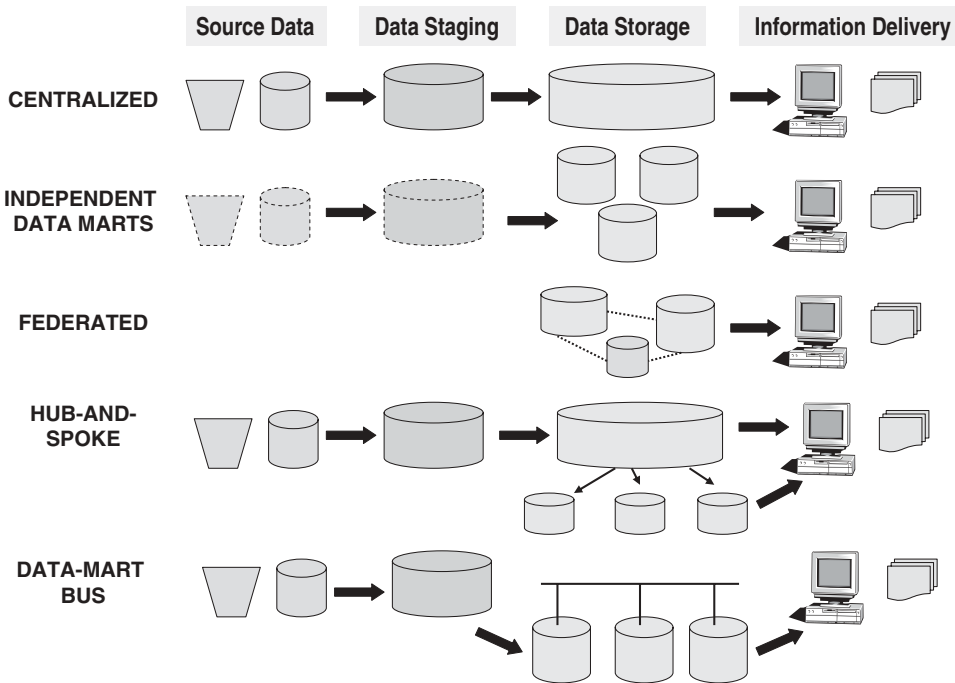 Source Data
Data Staging
Data Storage
Information Delivery
CENTRALIZED
INDEPENDENT
DATA MARTS
FEDERATED
HUB-AND-
SPOKE
DATA-MART
BUS